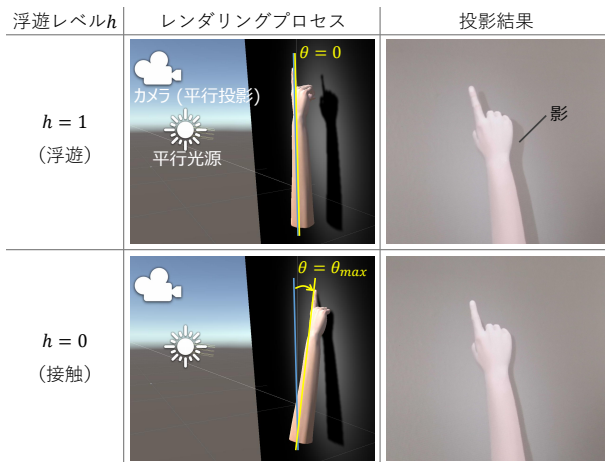 浮遊レベルh
レンダリングプロセス
投影結果
h = 1
(浮遊)
θ = 0
カメラ (平行投影)
平行光源
影
h = 0
(接触)
θ = θmax